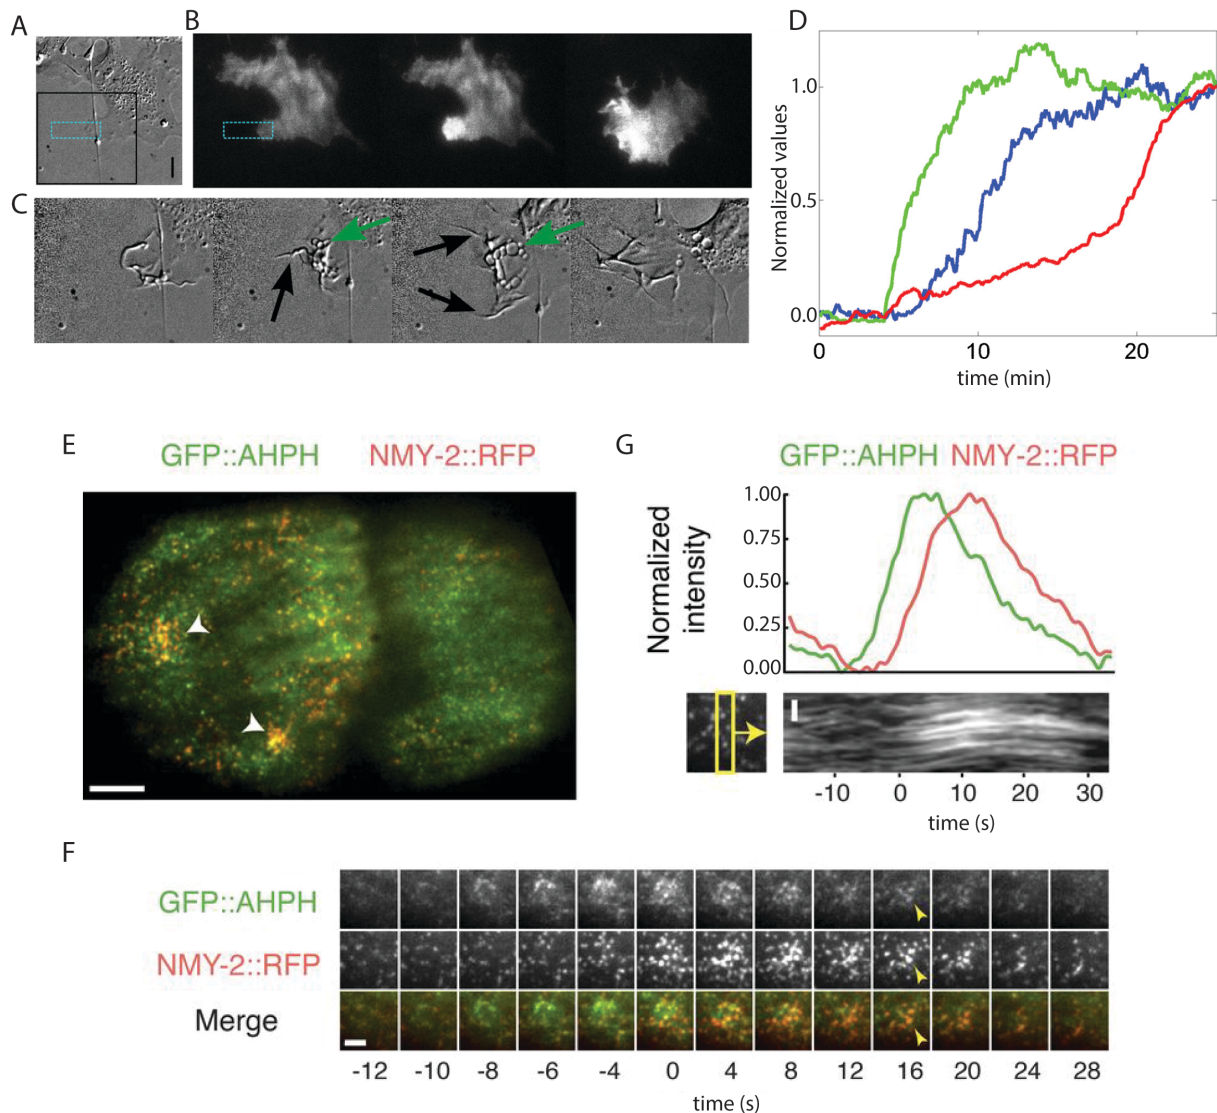 A
B
C
D
1.0
0.5
0.0
Normalized values
0
10
20
time (min)
E
GFP::AHPH NMY-2::RFP
G
GFP::AHPH NMY-2::RFP
Normalized
intensity
1.00
0.75
0.50
0.25
0.00
-10 0 10 20 30
time (s)
F
GFP::AHPH
NMY-2::RFP
Merge
-12 -10 -8 -6 -4 0 4 8 12 16 20 24 28
time (s)